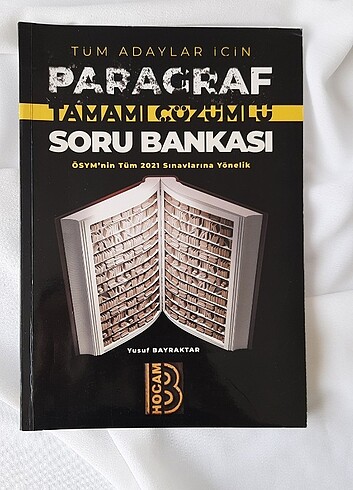 TÜM ADAYLAR İÇİN
PARAGRAF
TAMAMI ÇÖZÜMLÜ
SORU BANKASI
ÖSYM'nin Tüm 2021 Sınavlarına Yönelik
Yusuf BAYRAKTAR
HOCAM
B